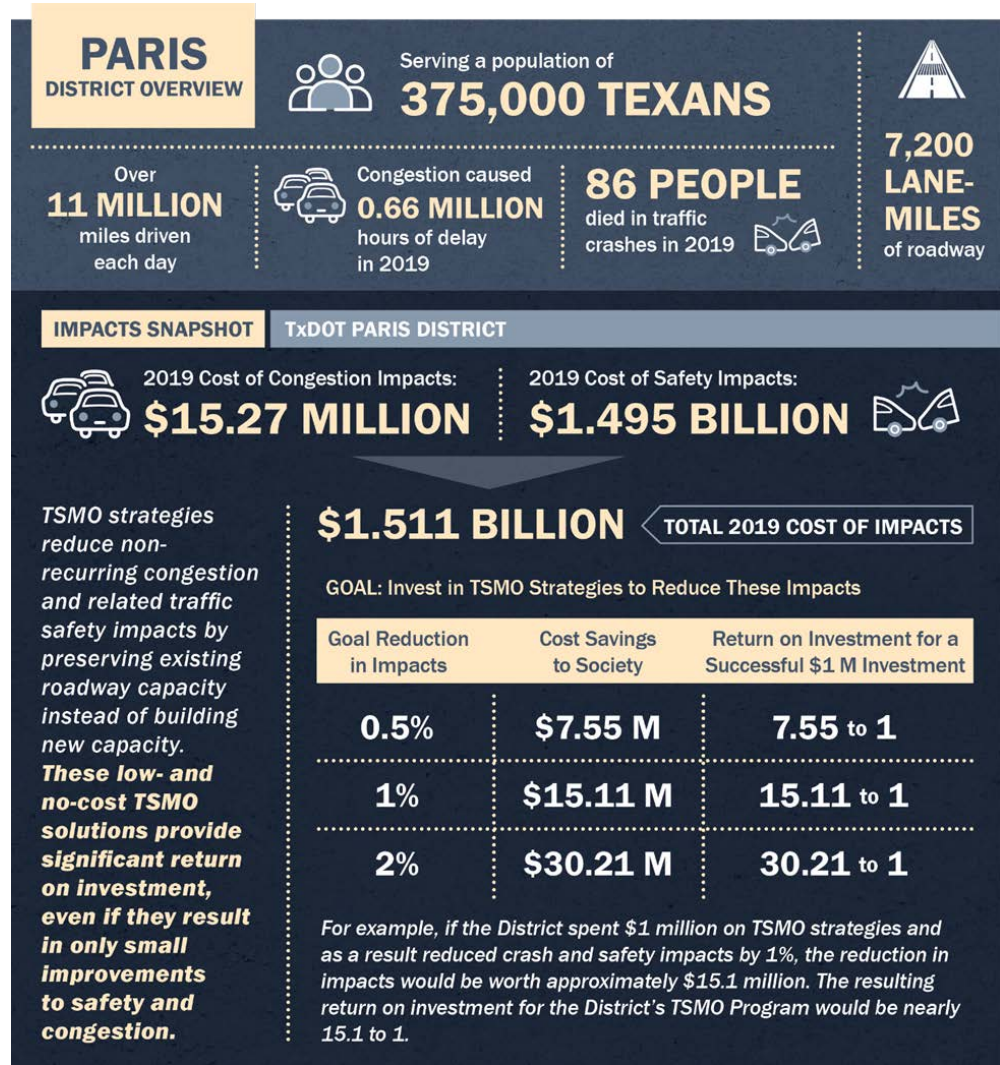 PARIS
DISTRICT OVERVIEW
Serving a population of
375,000 TEXANS
Over
11 MILLION
miles driven
each day
Congestion caused
0.66 MILLION
hours of delay
in 2019
86 PEOPLE
died in traffic
crashes in 2019
7,200
LANE-
MILES
of roadway
IMPACTS SNAPSHOT
TxDOT PARIS DISTRICT
2019 Cost of Congestion Impacts:
$15.27 MILLION
2019 Cost of Safety Impacts:
$1.495 BILLION
TSMO strategies
reduce non-
recurring congestion
and related traffic
safety impacts by
preserving existing
roadway capacity
instead of building
new capacity.
These low- and
no-cost TSMO
solutions provide
significant return
on investment,
even if they result
in only small
improvements
to safety and
congestion.
$1.511 BILLION
TOTAL 2019 COST OF IMPACTS
GOAL: Invest in TSMO Strategies to Reduce These Impacts
Goal Reduction
in Impacts
Cost Savings
to Society
Return on Investment for a
Successful $1 M Investment
0.5% $7.55 M 7.55 to 1
1% $15.11 M 15.11 to 1
2% $30.21 M 30.21 to 1
For example, if the District spent $1 million on TSMO strategies and
as a result reduced crash and safety impacts by 1%, the reduction in
impacts would be worth approximately $15.1 million. The resulting
return on investment for the District's TSMO Program would be nearly
15.1 to 1.